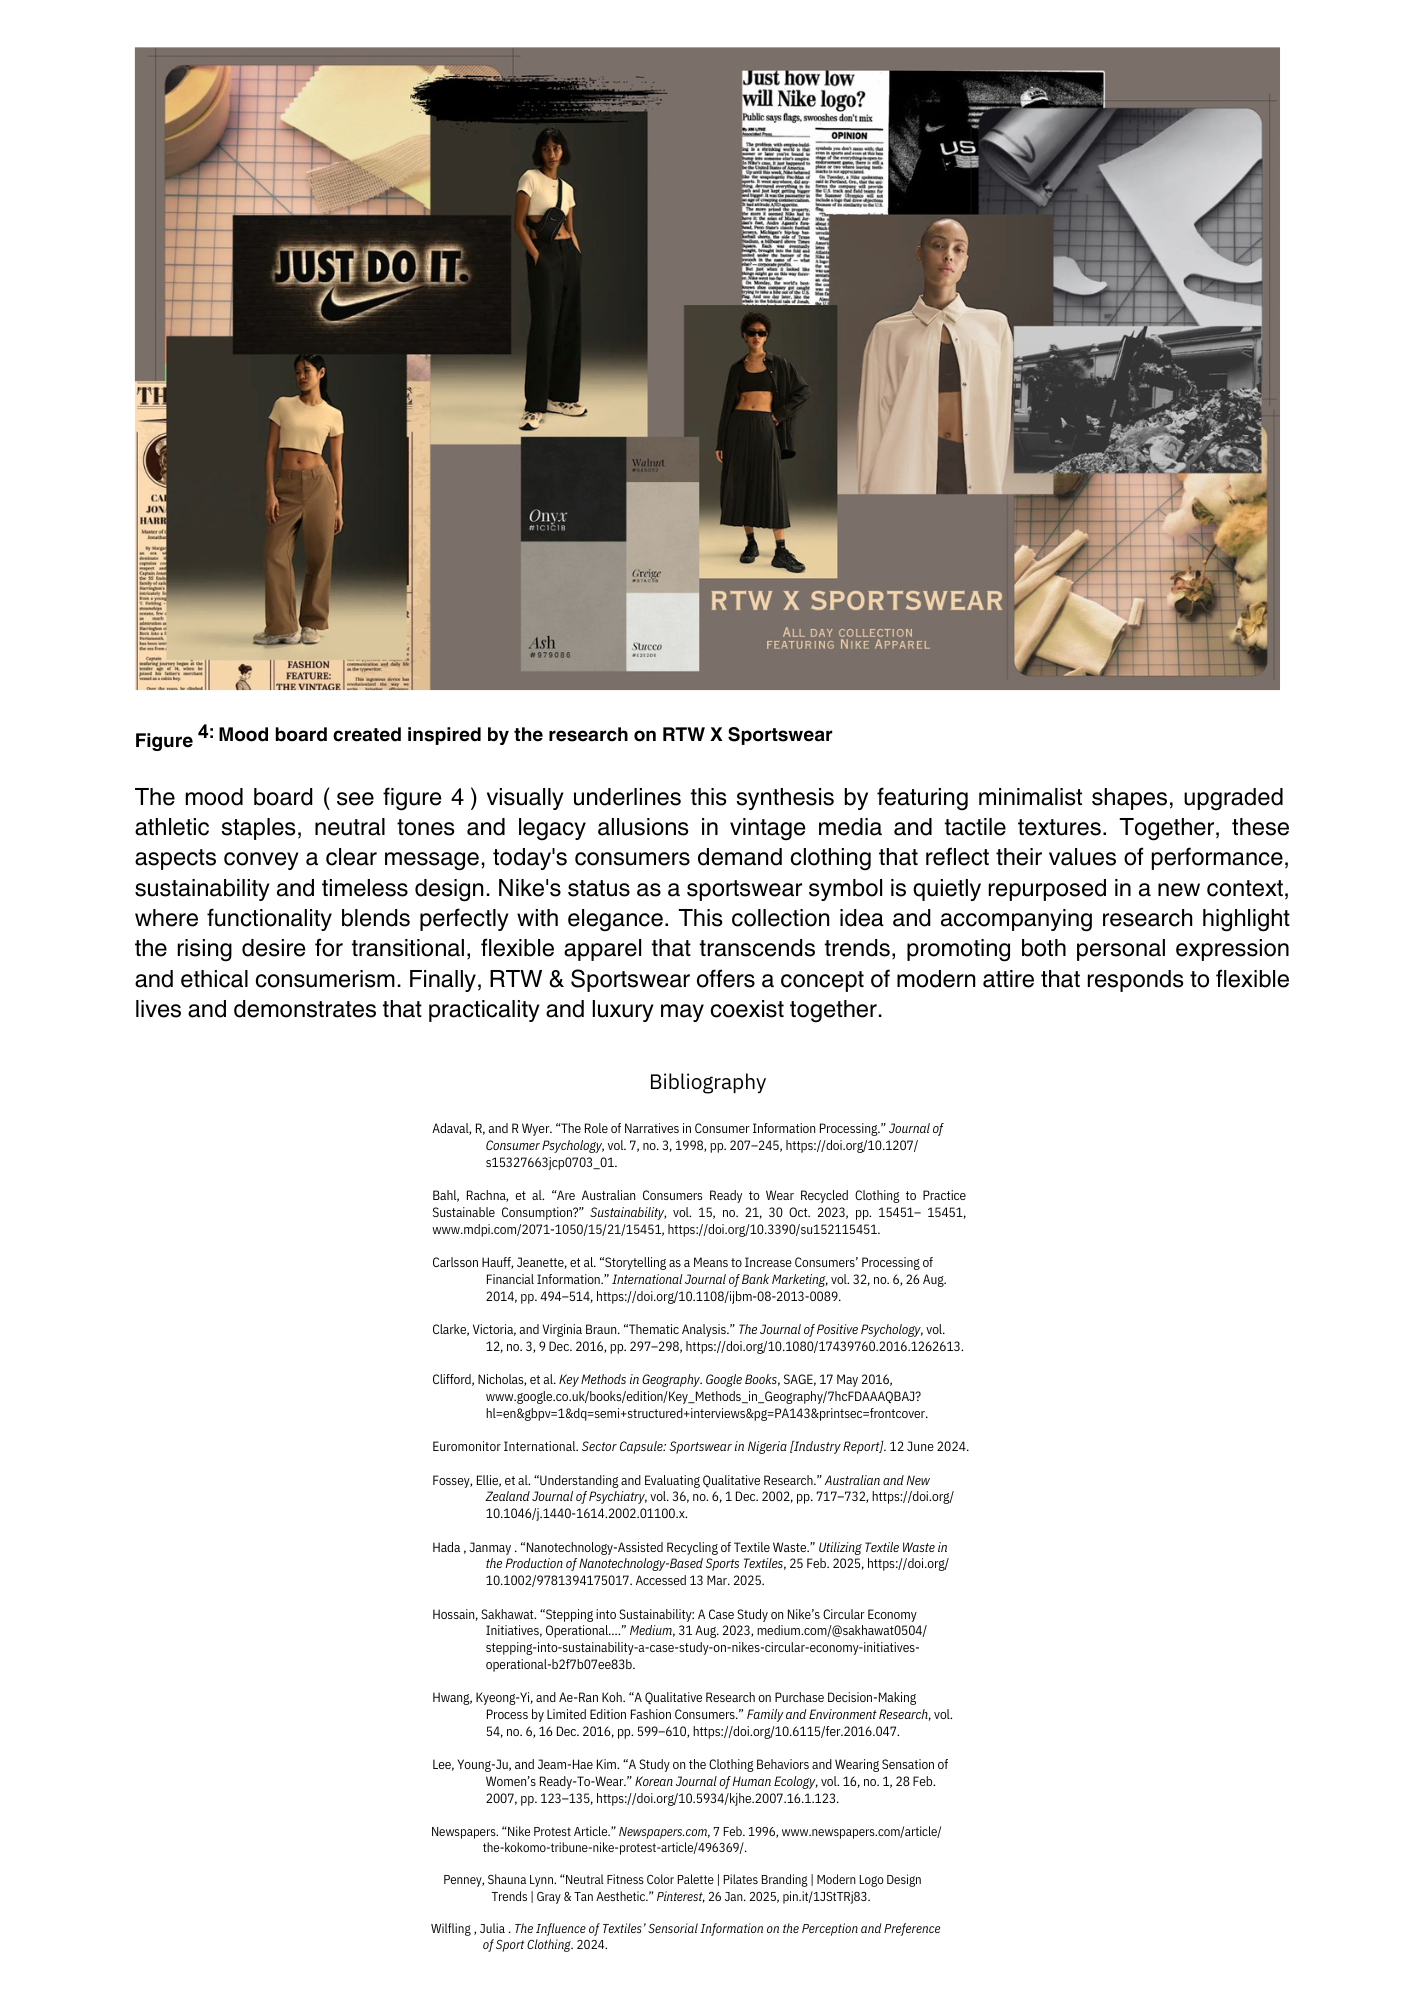 Just how low
will Nike logo?
Public says flags, swooshes don't mix
OPINION
US
JUST DO IT.
TH
E
CAP
JON
HARR
FASHION
FEATURE:
THE VINTAGE
Walnut
Onyx
#1C1C1B
Greige
Ash
#979086
Stucco
RTW X SPORTSWEAR
ALL DAY COLLECTION
FEATURING NIKE APPAREL
Figure 4: Mood board created inspired by the research on RTW X Sportswear
The mood board ( see figure 4 ) visually underlines this synthesis by featuring minimalist shapes, upgraded
athletic staples, neutral tones and legacy allusions in vintage media and tactile textures. Together, these
aspects convey a clear message, today's consumers demand clothing that reflect their values of performance,
sustainability and timeless design. Nike's status as a sportswear symbol is quietly repurposed in a new context,
where functionality blends perfectly with elegance. This collection idea and accompanying research highlight
the rising desire for transitional, flexible apparel that transcends trends, promoting both personal expression
and ethical consumerism. Finally, RTW & Sportswear offers a concept of modern attire that responds to flexible
lives and demonstrates that practicality and luxury may coexist together.
Bibliography
Adaval, R, and R Wyer. “The Role of Narratives in Consumer Information Processing.” Journal of
Consumer Psychology, vol. 7, no. 3, 1998, pp. 207–245, https://doi.org/10.1207/
s15327663jcp0703_01.
Bahl, Rachna, et al. “Are Australian Consumers Ready to Wear Recycled Clothing to Practice
Sustainable Consumption?” Sustainability, vol. 15, no. 21, 30 Oct. 2023, pp. 15451– 15451,
www.mdpi.com/2071-1050/15/21/15451, https://doi.org/10.3390/su152115451.
Carlsson Hauff, Jeanette, et al. “Storytelling as a Means to Increase Consumers’ Processing of
Financial Information.” International Journal of Bank Marketing, vol. 32, no. 6, 26 Aug.
2014, pp. 494–514, https://doi.org/10.1108/ijbm-08-2013-0089.
Clarke, Victoria, and Virginia Braun. “Thematic Analysis.” The Journal of Positive Psychology, vol.
12, no. 3, 9 Dec. 2016, pp. 297–298, https://doi.org/10.1080/17439760.2016.1262613.
Clifford, Nicholas, et al. Key Methods in Geography. Google Books, SAGE, 17 May 2016,
www.google.co.uk/books/edition/Key_Methods_in_Geography/7hcFDAAAQBAJ?
hl=en&gbpv=1&dq=semi+structured+interviews&pg=PA143&printsec=frontcover.
Euromonitor International. Sector Capsule: Sportswear in Nigeria [Industry Report]. 12 June 2024.
Fossey, Ellie, et al. “Understanding and Evaluating Qualitative Research.” Australian and New
Zealand Journal of Psychiatry, vol. 36, no. 6, 1 Dec. 2002, pp. 717–732, https://doi.org/
10.1046/j.1440-1614.2002.01100.x.
Hada , Janmay . “Nanotechnology-Assisted Recycling of Textile Waste.” Utilizing Textile Waste in
the Production of Nanotechnology-Based Sports Textiles, 25 Feb. 2025, https://doi.org/
10.1002/9781394175017. Accessed 13 Mar. 2025.
Hossain, Sakhawat. “Stepping into Sustainability: A Case Study on Nike’s Circular Economy
Initiatives, Operational….” Medium, 31 Aug. 2023, medium.com/@sakhawat0504/
stepping-into-sustainability-a-case-study-on-nikes-circular-economy-initiatives-
operational-b2f7b07ee83b.
Hwang, Kyeong-Yi, and Ae-Ran Koh. “A Qualitative Research on Purchase Decision-Making
Process by Limited Edition Fashion Consumers.” Family and Environment Research, vol.
54, no. 6, 16 Dec. 2016, pp. 599–610, https://doi.org/10.6115/fer.2016.047.
Lee, Young-Ju, and Jeam-Hae Kim. “A Study on the Clothing Behaviors and Wearing Sensation of
Women’s Ready-To-Wear.” Korean Journal of Human Ecology, vol. 16, no. 1, 28 Feb.
2007, pp. 123–135, https://doi.org/10.5934/kjhe.2007.16.1.123.
Newspapers. “Nike Protest Article.” Newspapers.com, 7 Feb. 1996, www.newspapers.com/article/
the-kokomo-tribune-nike-protest-article/496369/.
Penney, Shauna Lynn. “Neutral Fitness Color Palette | Pilates Branding | Modern Logo Design
Trends | Gray & Tan Aesthetic.” Pinterest, 26 Jan. 2025, pin.it/1JStTRj83.
Wilfling , Julia . The Influence of Textiles’ Sensorial Information on the Perception and Preference
of Sport Clothing. 2024.